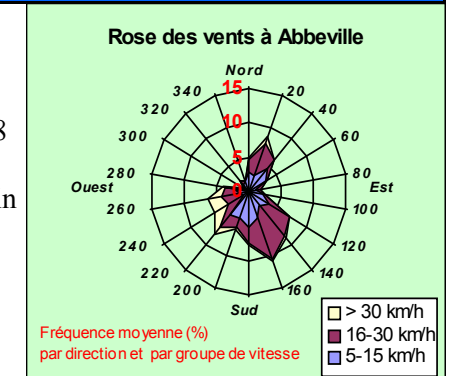 Rose des vents à Abbeville
Nord
15
340
20
320
40
10
300
60
5
280
80
Ouest
0
Est
260
100
240
120
220
140
200
160
Sud
8
in
> 30 km/h
16-30 km/h
5-15 km/h
Fréquence moyenne (%)
par direction et par groupe de vitesse